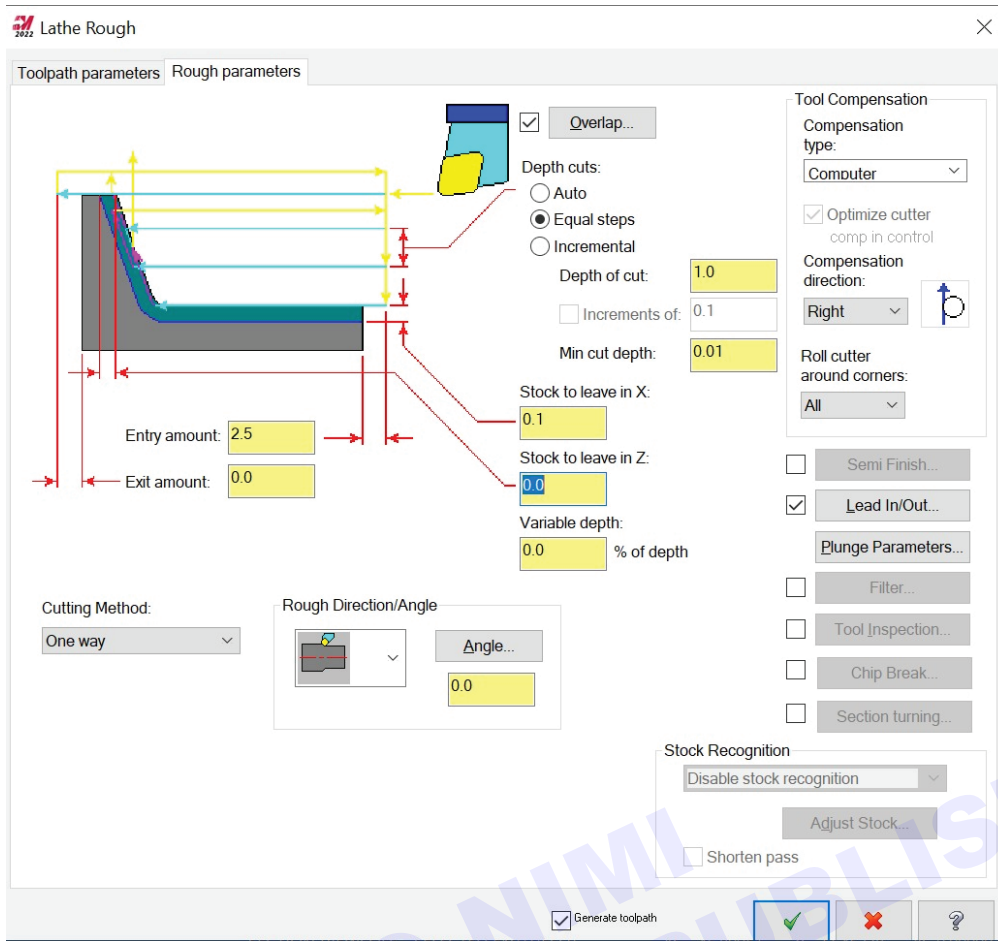 2022 Lathe Rough
Toolpath parameters Rough parameters
Overlap...
Depth cuts:
Auto
Equal steps
Incremental
Depth of cut: 1.0
Increments of: 0.1
Min cut depth: 0.01
Stock to leave in X:
0.1
Stock to leave in Z:
0.0
Variable depth:
0.0 % of depth
Entry amount: 2.5
Exit amount: 0.0
Tool Compensation
Compensation
type:
Computer
Optimize cutter
comp in control
Compensation
direction:
Right
Roll cutter
around corners:
All
Semi Finish...
Lead In/Out...
Plunge Parameters...
Filter...
Tool Inspection...
Chip Break...
Section turning...
Cutting Method:
One way
Rough Direction/Angle
Angle...
0.0
Stock Recognition
Disable stock recognition
Adjust Stock...
Shorten pass
Generate toolpath
NIMI